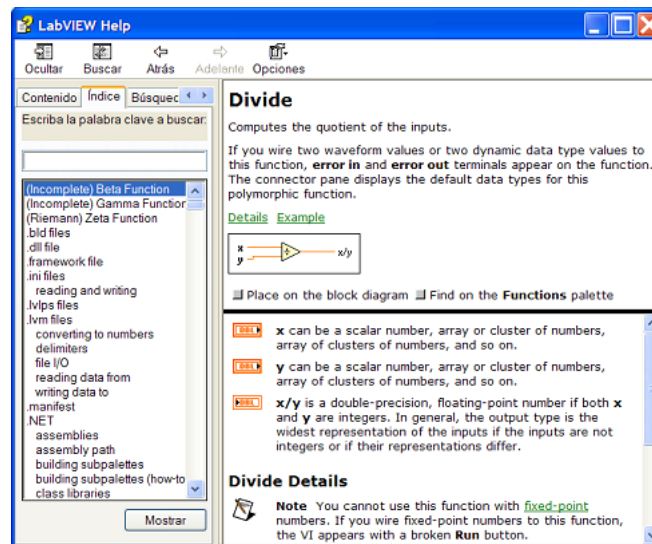 LabVIEW Help
Ocultar Buscar Atrás Adelante Opciones
Contenido Índice Búsquec
Escriba la palabra clave a buscar:
(Incomplete) Beta Function
(Incomplete) Gamma Function
(Riemann) Zeta Function
.bld files
.dll file
.framework file
.ini files
reading and writing
.lvlps files
.lvm files
converting to numbers
delimiters
file I/O
reading data from
writing data to
.manifest
.NET
assemblies
assembly path
building subpalettes
building subpalettes (how-to
class libraries
Mostrar
Divide
Computes the quotient of the inputs.
If you wire two waveform values or two dynamic data type values to
this function, error in and error out terminals appear on the function.
The connector pane displays the default data types for this
polymorphic function.
Details Example
x
y
÷
x/y
Place on the block diagram Find on the Functions palette
DBL x can be a scalar number, array or cluster of numbers,
array of clusters of numbers, and so on.
DBL y can be a scalar number, array or cluster of numbers,
array of clusters of numbers, and so on.
DBL x/y is a double-precision, floating-point number if both x
and y are integers. In general, the output type is the
widest representation of the inputs if the inputs are not
integers or if their representations differ.
Divide Details
Note You cannot use this function with fixed-point
numbers. If you wire fixed-point numbers to this function,
the VI appears with a broken Run button.